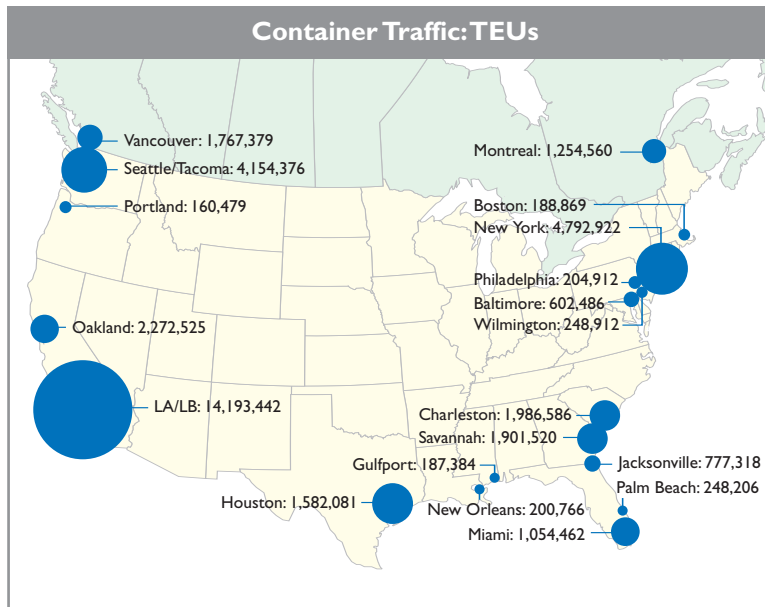 Container Traffic: TEUs
Vancouver: 1,767,379
Montreal: 1,254,560
Seattle/Tacoma: 4,154,376
Portland: 160,479
Boston: 188,869
New York: 4,792,922
Philadelphia: 204,912
Baltimore: 602,486
Wilmington: 248,912
Oakland: 2,272,525
LA/LB: 14,193,442
Charleston: 1,986,586
Savannah: 1,901,520
Gulfport: 187,384
Jacksonville: 777,318
Palm Beach: 248,206
Houston: 1,582,081
New Orleans: 200,766
Miami: 1,054,462